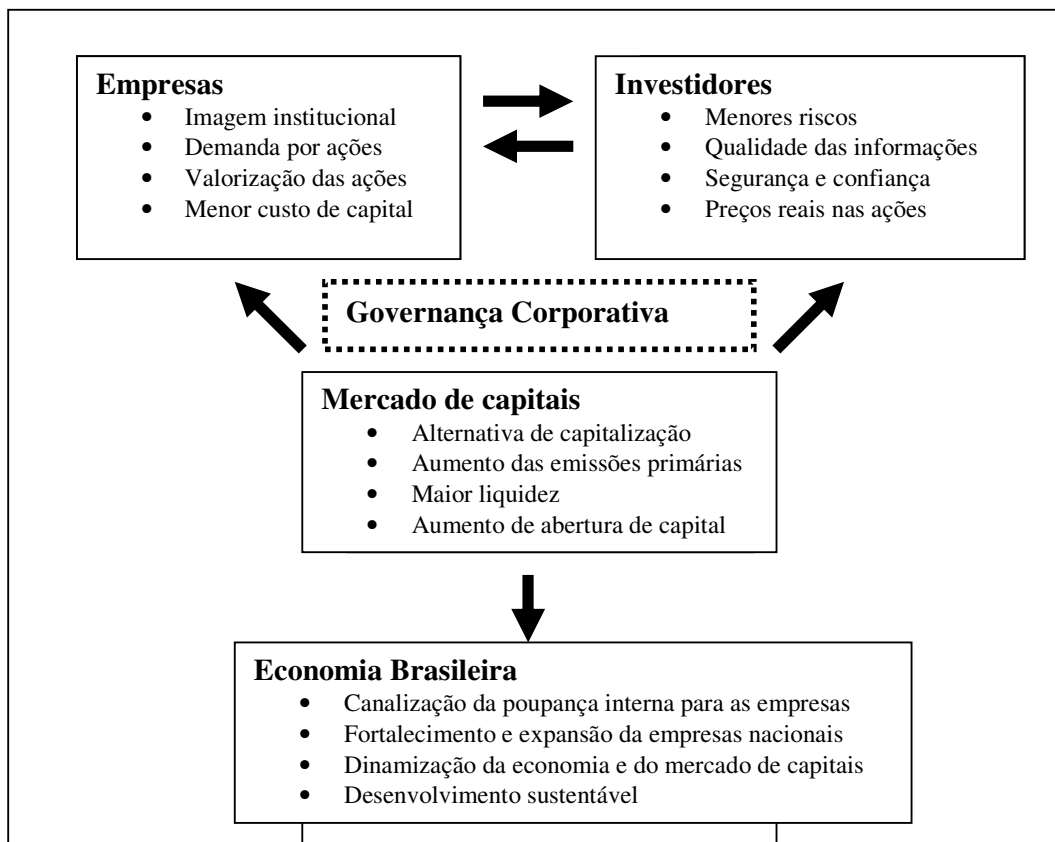 Empresas
• Imagem institucional
• Demanda por ações
• Valorização das ações
• Menor custo de capital
Investidores
• Menores riscos
• Qualidade das informações
• Segurança e confiança
• Preços reais nas ações
Governança Corporativa
Mercado de capitais
• Alternativa de capitalização
• Aumento das emissões primárias
• Maior liquidez
• Aumento de abertura de capital
Economia Brasileira
• Canalização da poupança interna para as empresas
• Fortalecimento e expansão da empresas nacionais
• Dinamização da economia e do mercado de capitais
• Desenvolvimento sustentável